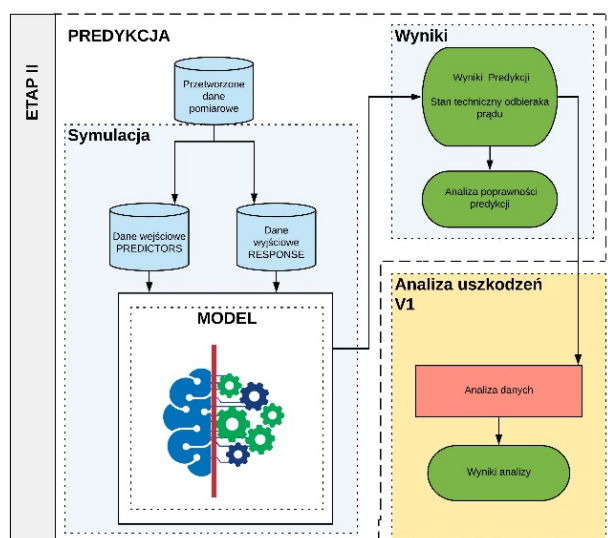 ETAP II
PREDYKCJA
Przetworzone
dane
pomiarowe
Symulacja
Dane wejściowe
PREDICTORS
Dane
wyjściowe
RESPONSE
MODEL
Wyniki
Wyniki Predykcji
Stan techniczny odbieraka
prądu
Analiza poprawności
predykcji
Analiza uszkodzeń
V1
Analiza danych
Wyniki analizy